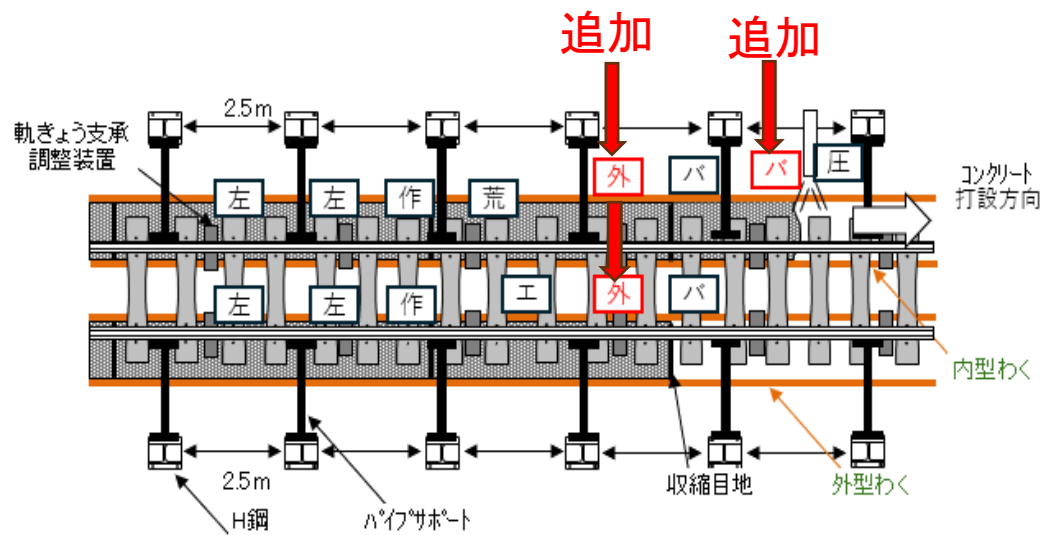 追加
追加
2.5m
軌きょう支承
調整装置
外
バ
バ
圧
コンクリート
打設方向
左
左
作
荒
左
左
作
エ
外
バ
内型わく
2.5m
収縮目地
外型わく
H鋼
パイプサポート